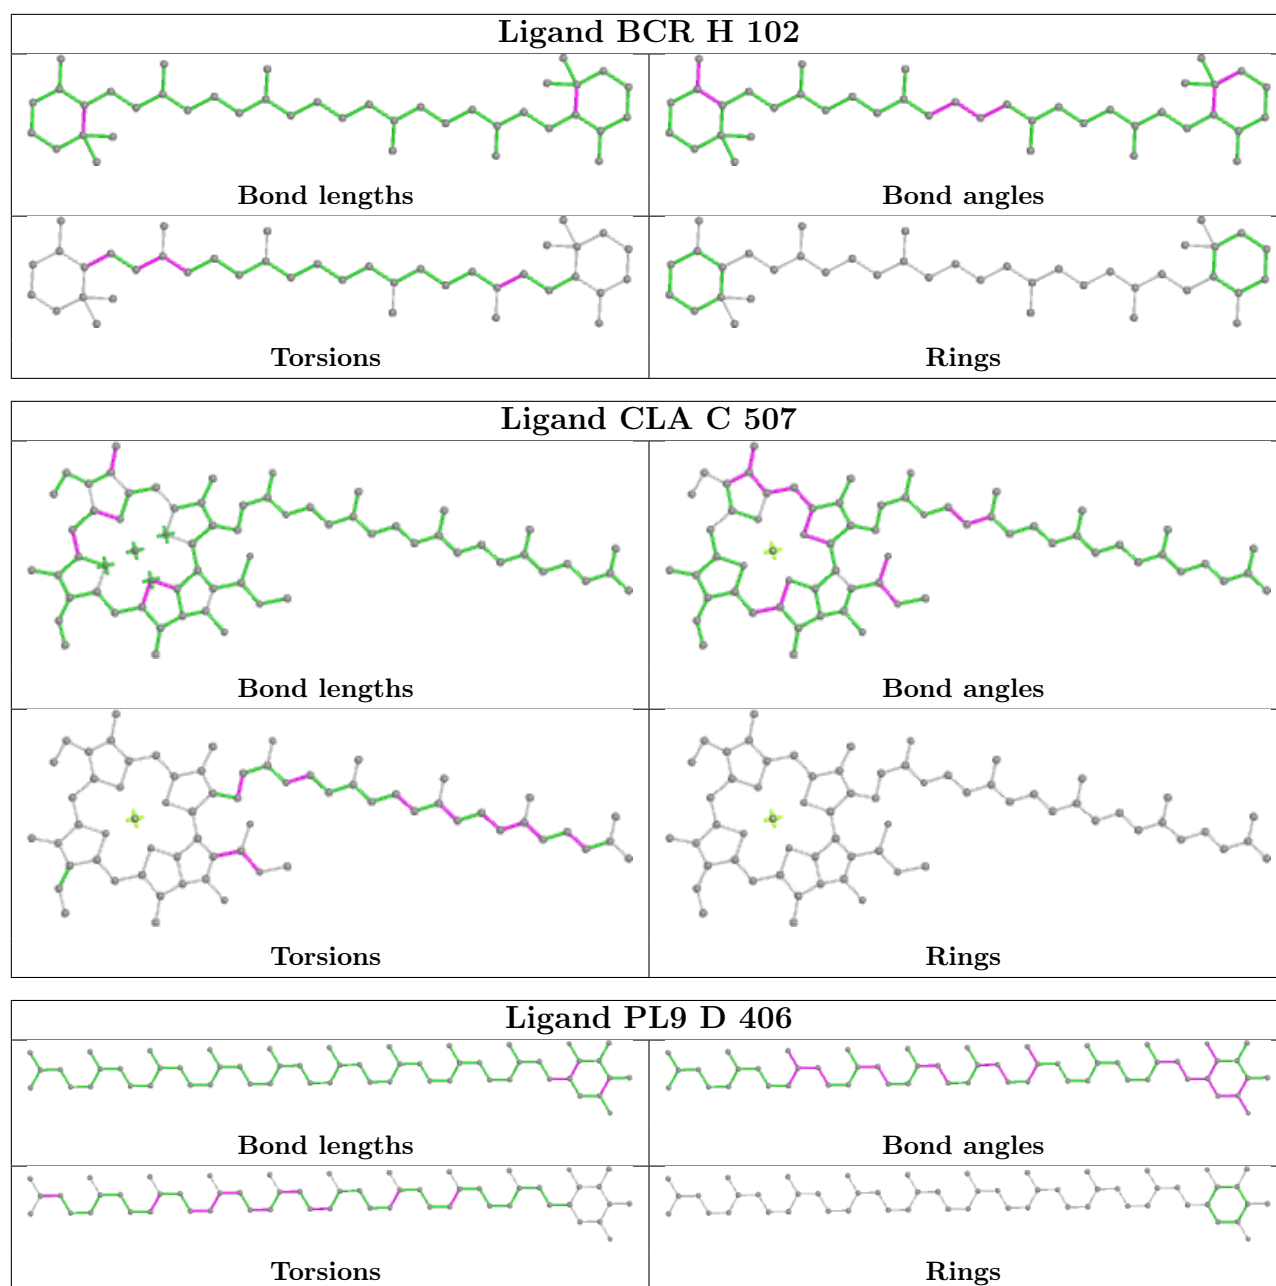 Ligand BCR H 102
Bond lengths
Bond angles
Torsions
Rings
Ligand CLA C 507
Bond lengths
Bond angles
Torsions
Rings
Ligand PL9 D 406
Bond lengths
Bond angles
Torsions
Rings